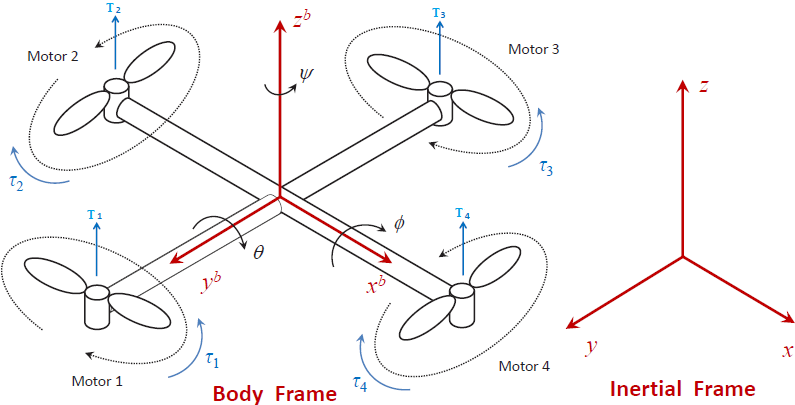 T2
z^b
T3
Motor 2
Motor 3
ψ
z
τ2
τ3
T1
T4
ϕ
θ
y^b
x^b
τ1
y
x
Motor 1
τ4
Motor 4
Body Frame
Inertial Frame